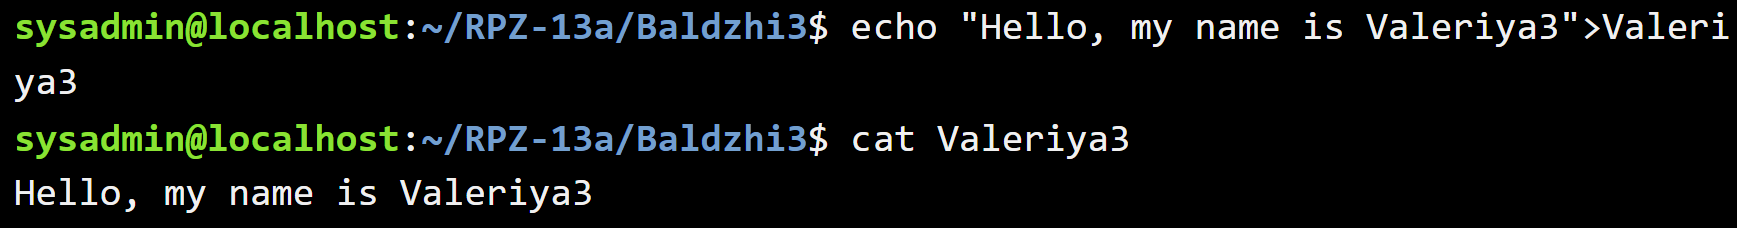 sysadmin@localhost:~/RPZ-13a/Baldzhi3$ echo "Hello, my name is Valeriya3">Valeri
ya3
sysadmin@localhost:~/RPZ-13a/Baldzhi3$ cat Valeriya3
Hello, my name is Valeriya3